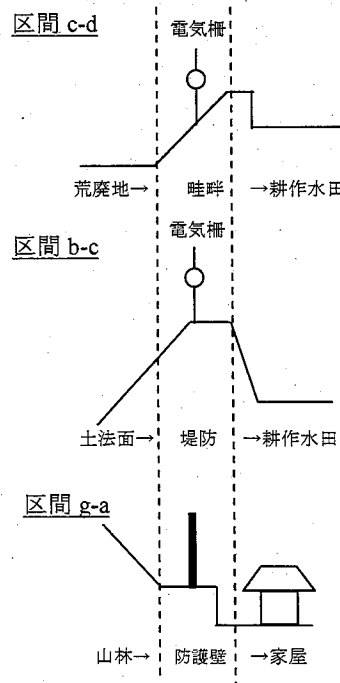 区間 c-d
電気柵
荒廃地→ 畦畔 →耕作水田
電気柵
区間 b-c
土法面→ 堤防 →耕作水田
区間 g-a
山林→ 防護壁 →家屋